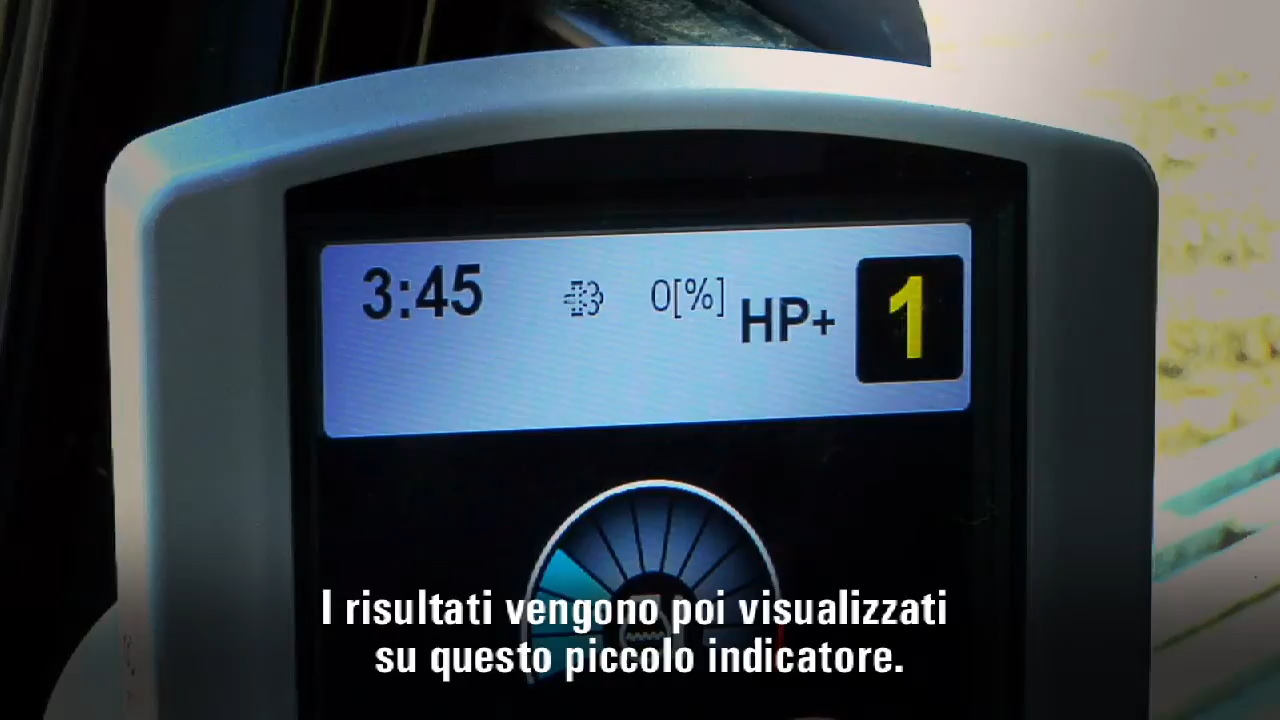 3:45 0[%] HP+ 1
I risultati vengono poi visualizzati
su questo piccolo indicatore.